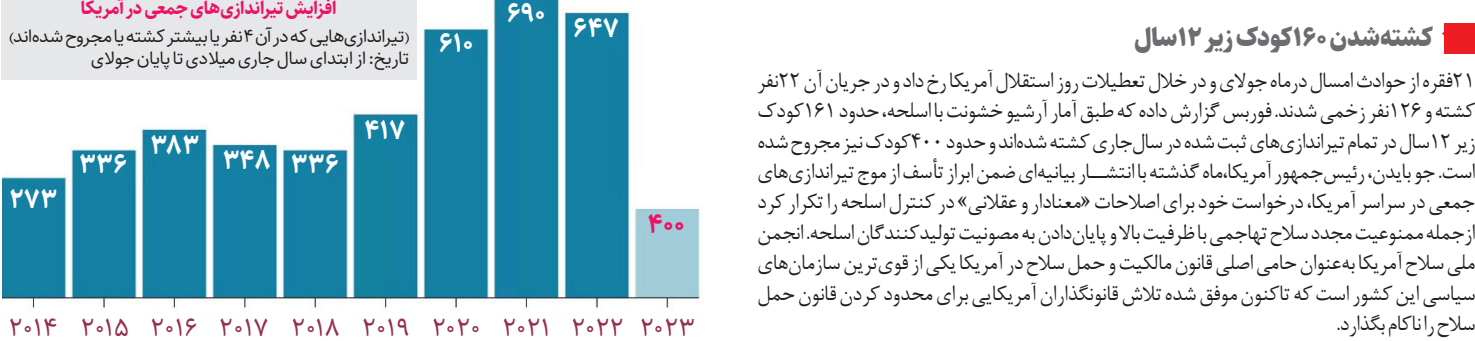 کشته‌شدن ۱۶۰کودک زیر ۱۲سال
۲۱فقره از حوادث امسال درماه جولای و در خلال تعطیلات روز استقلال آمریکا رخ داد و در جریان آن ۲۲نفر
کشته و ۱۲۶نفر زخمی شدند. فوربس گزارش داده که طبق آمار آرشیو خشونت با اسلحه، حدود ۱۶۱کودک
زیر ۱۲سال در تمام تیراندازی‌های ثبت شده در سال‌جاری کشته شده‌اند و حدود ۴۰۰کودک نیز مجروح شده
است. جو بایدن، رئیس‌جمهور آمریکا،ماه گذشته با انتشار بیانیه‌ای ضمن ابراز تأسف از موج تیراندازی‌های
جمعی در سراسر آمریکا، درخواست خود برای اصلاحات «معنادار و عقلانی» در کنترل اسلحه را تکرار کرد
ازجمله ممنوعیت مجدد سلاح تهاجمی با ظرفیت بالا و پایان‌دادن به مصونیت تولیدکنندگان اسلحه. انجمن
ملی سلاح آمریکا به‌عنوان حامی اصلی قانون مالکیت و حمل سلاح در آمریکا یکی از قوی‌ترین سازمان‌های
سیاسی این کشور است که تاکنون موفق شده تلاش قانونگذاران آمریکایی برای محدود کردن قانون حمل
سلاح را ناکام بگذارد.
افزایش تیراندازی‌های جمعی در آمریکا
(تیراندازی‌هایی که در آن ۴نفر یا بیشتر کشته یا مجروح شده‌اند)
تاریخ: از ابتدای سال جاری میلادی تا پایان جولای
۲۷۳
۳۳۶
۳۸۳
۳۴۸
۳۳۶
۴۱۷
۶۱۰
۶۹۰
۶۴۷
۴۰۰
۲۰۱۴ ۲۰۱۵ ۲۰۱۶ ۲۰۱۷ ۲۰۱۸ ۲۰۱۹ ۲۰۲۰ ۲۰۲۱ ۲۰۲۲ ۲۰۲۳